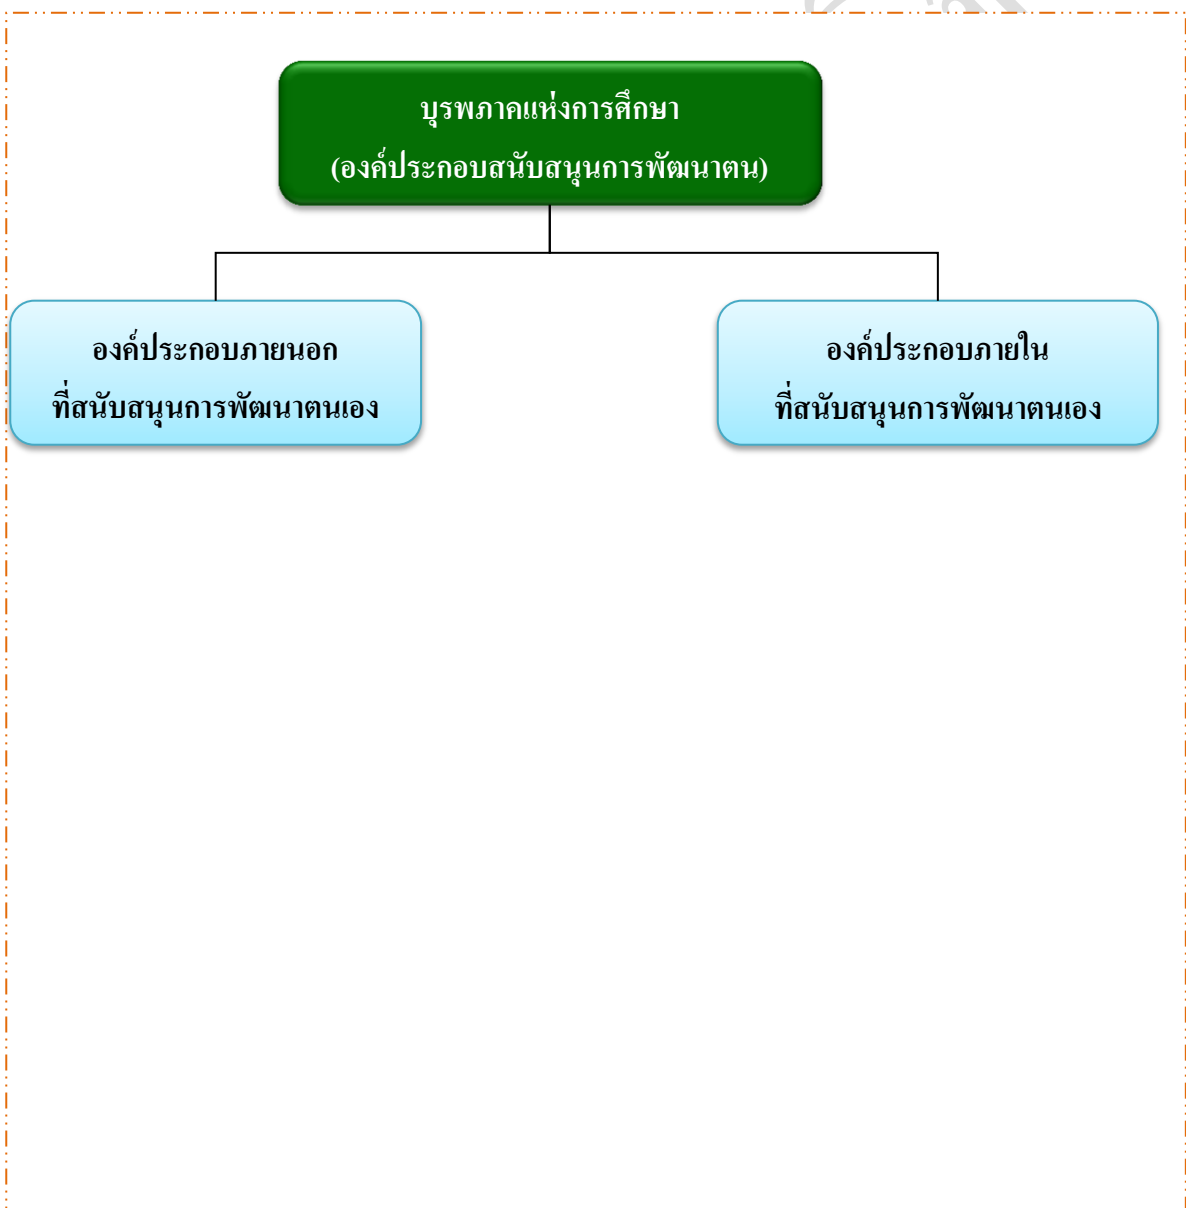 บุรพภาคแห่งการศึกษา
(องค์ประกอบสนับสนุนการพัฒนาตน)
องค์ประกอบภายนอก
ที่สนับสนุนการพัฒนาตนเอง
องค์ประกอบภายใน
ที่สนับสนุนการพัฒนาตนเอง